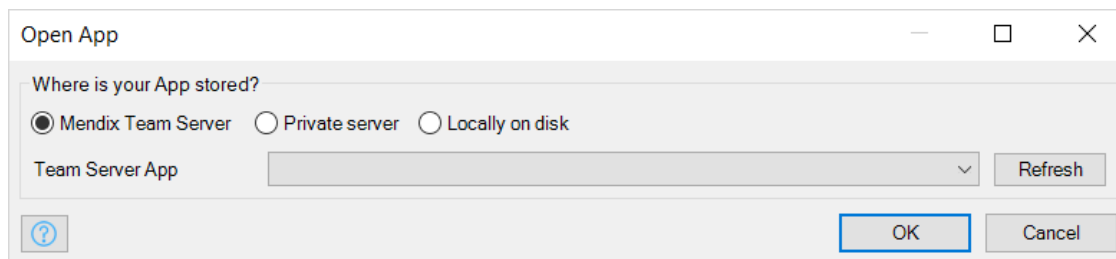 Open App
Where is your App stored?
Mendix Team Server Private server Locally on disk
Team Server App Refresh
? OK Cancel